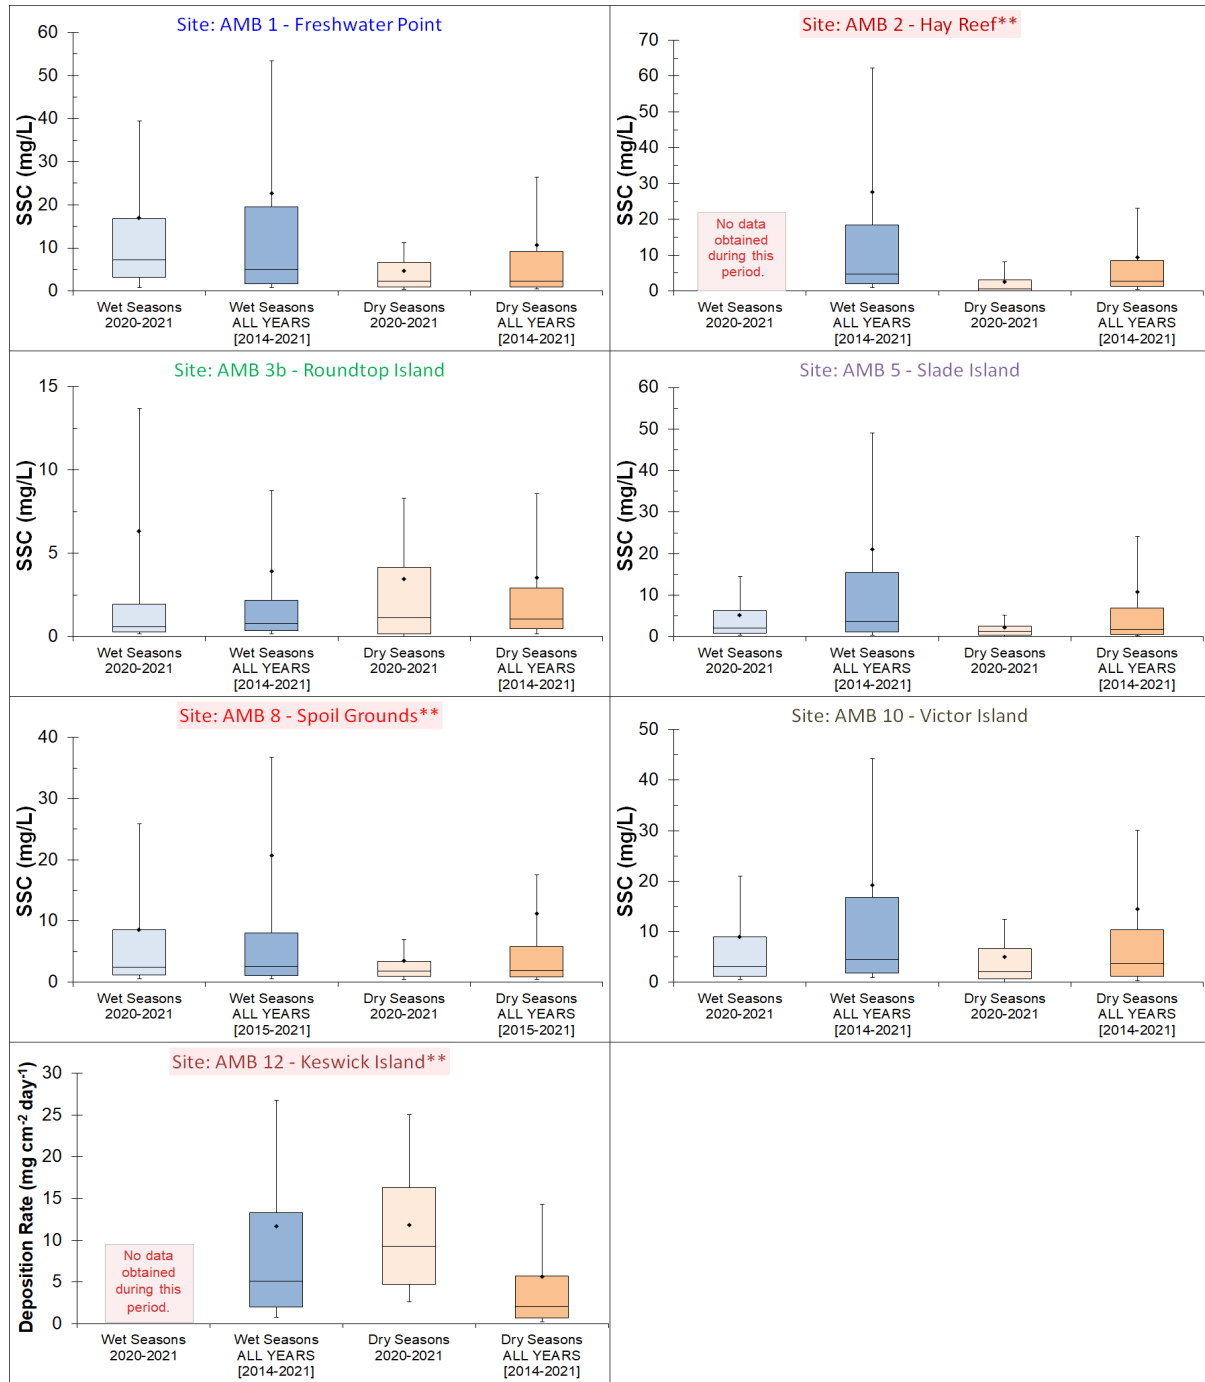 Site: AMB 1 - Freshwater Point
SSC (mg/L)
60
50
40
30
20
10
0
Wet Seasons
2020-2021
Wet Seasons
ALL YEARS
[2014-2021]
Dry Seasons
2020-2021
Dry Seasons
ALL YEARS
[2014-2021]
Site: AMB 2 - Hay Reef**
SSC (mg/L)
70
60
50
40
30
20
10
0
No data
obtained
during this
period.
Wet Seasons
2020-2021
Wet Seasons
ALL YEARS
[2014-2021]
Dry Seasons
2020-2021
Dry Seasons
ALL YEARS
[2014-2021]
Site: AMB 3b - Roundtop Island
SSC (mg/L)
15
10
5
0
Wet Seasons
2020-2021
Wet Seasons
ALL YEARS
[2014-2021]
Dry Seasons
2020-2021
Dry Seasons
ALL YEARS
[2014-2021]
Site: AMB 5 - Slade Island
SSC (mg/L)
60
50
40
30
20
10
0
Wet Seasons
2020-2021
Wet Seasons
ALL YEARS
[2014-2021]
Dry Seasons
2020-2021
Dry Seasons
ALL YEARS
[2014-2021]
Site: AMB 8 - Spoil Grounds**
SSC (mg/L)
40
30
20
10
0
Wet Seasons
2020-2021
Wet Seasons
ALL YEARS
[2015-2021]
Dry Seasons
2020-2021
Dry Seasons
ALL YEARS
[2015-2021]
Site: AMB 10 - Victor Island
SSC (mg/L)
50
40
30
20
10
0
Wet Seasons
2020-2021
Wet Seasons
ALL YEARS
[2014-2021]
Dry Seasons
2020-2021
Dry Seasons
ALL YEARS
[2014-2021]
Site: AMB 12 - Keswick Island**
Deposition Rate (mg cm⁻² day⁻¹)
30
25
20
15
10
5
0
No data
obtained
during this
period.
Wet Seasons
2020-2021
Wet Seasons
ALL YEARS
[2014-2021]
Dry Seasons
2020-2021
Dry Seasons
ALL YEARS
[2014-2021]